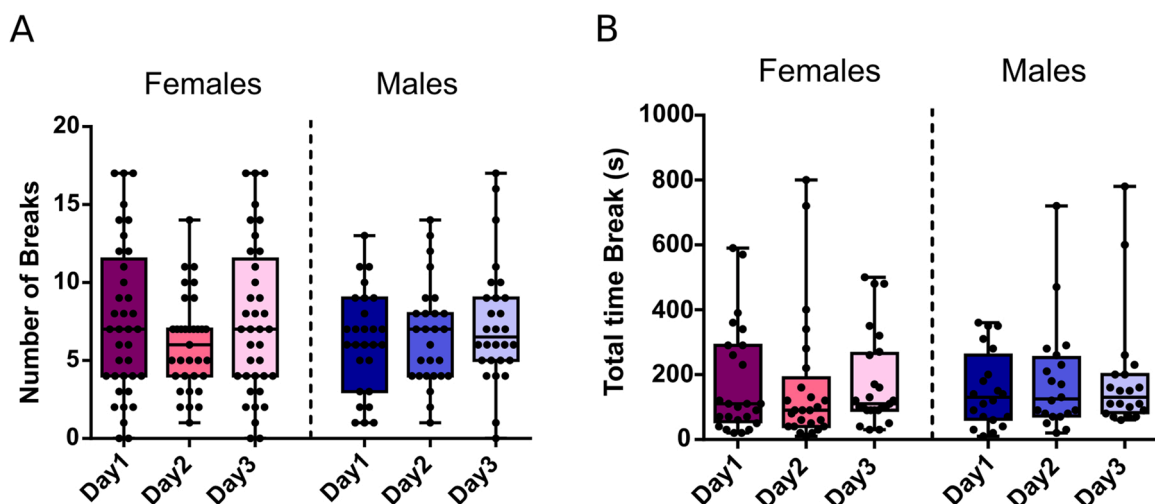 A
Females Males
Number of Breaks
20
15
10
5
0
Day1 Day2 Day3 Day1 Day2 Day3
B
Females Males
Total time Break (s)
1000
800
600
400
200
0
Day1 Day2 Day3 Day1 Day2 Day3